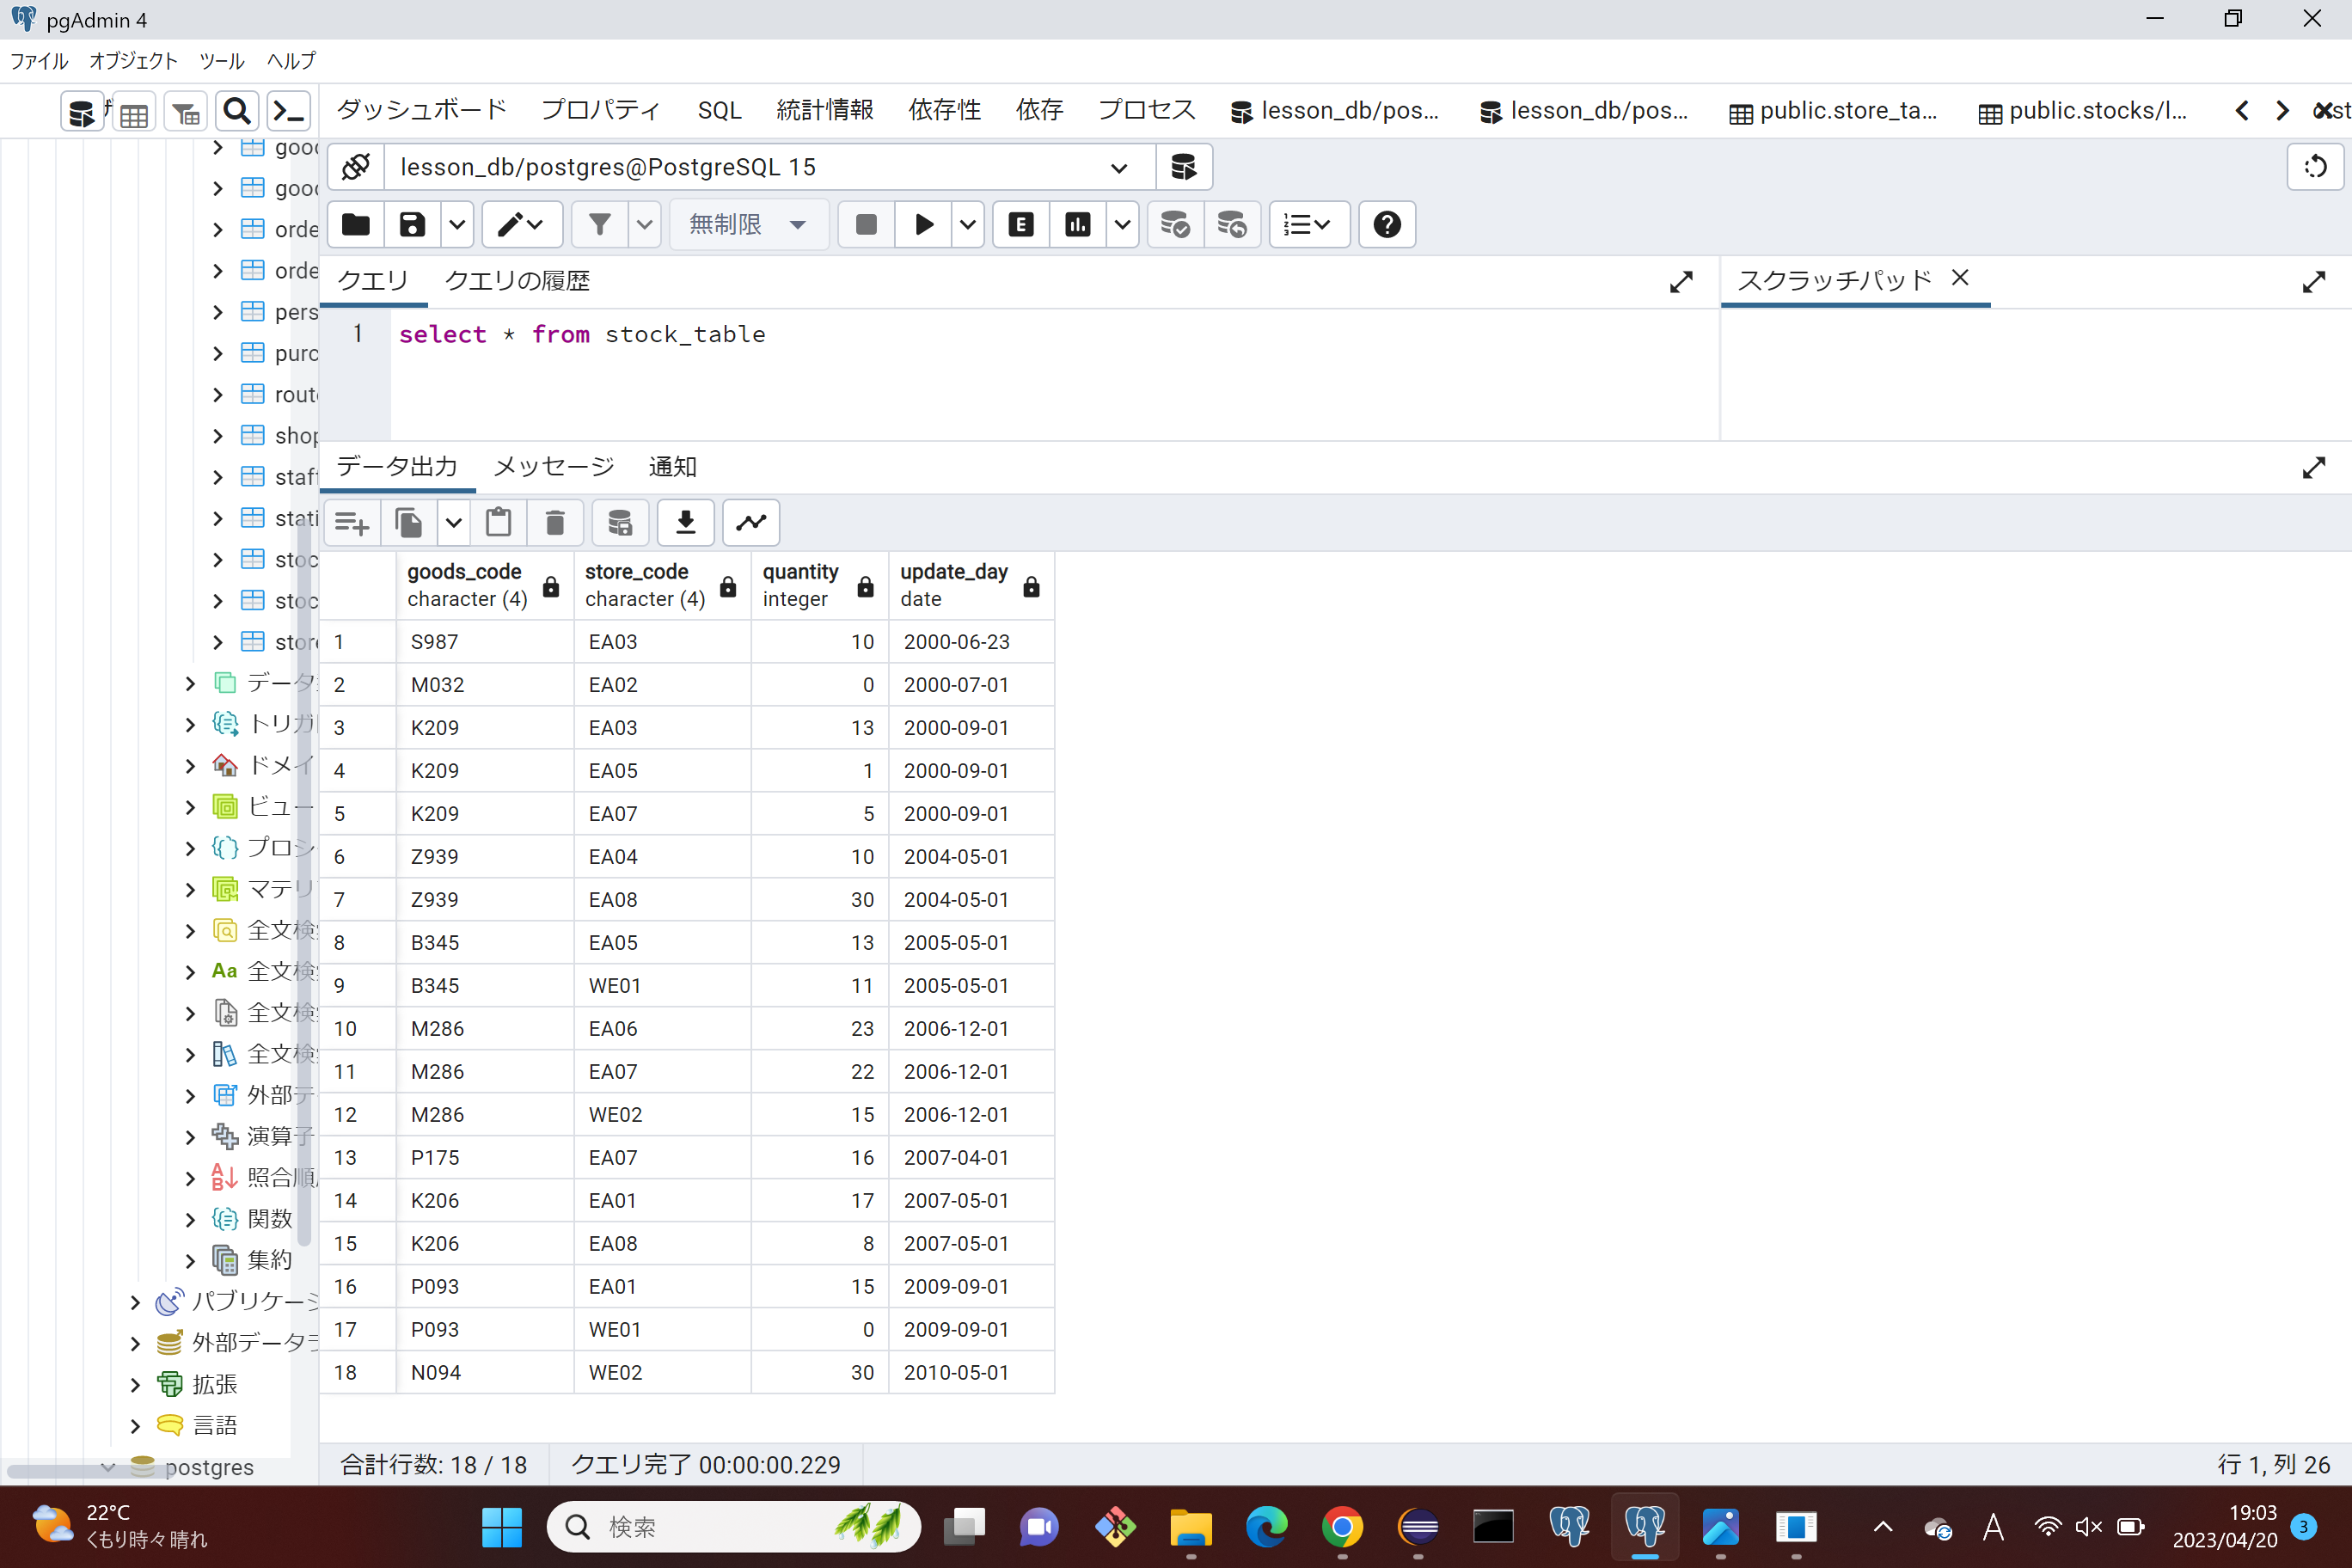 pgAdmin 4
ファイル オブジェクト ツール ヘルプ
ダッシュボード プロパティ SQL 統計情報 依存性 依存 プロセス lesson_db/pos... lesson_db/pos... public.store_ta... public.stocks/l...
lesson_db/postgres@PostgreSQL 15
無制限
クエリ クエリの履歴 スクラッチパッド
1 select * from stock_table
データ出力 メッセージ 通知
goods_code store_code quantity update_day
character (4) character (4) integer date
1 S987 EA03 10 2000-06-23
2 M032 EA02 0 2000-07-01
3 K209 EA03 13 2000-09-01
4 K209 EA05 1 2000-09-01
5 K209 EA07 5 2000-09-01
6 Z939 EA04 10 2004-05-01
7 Z939 EA08 30 2004-05-01
8 B345 EA05 13 2005-05-01
9 B345 WE01 11 2005-05-01
10 M286 EA06 23 2006-12-01
11 M286 EA07 22 2006-12-01
12 M286 WE02 15 2006-12-01
13 P175 EA07 16 2007-04-01
14 K206 EA01 17 2007-05-01
15 K206 EA08 8 2007-05-01
16 P093 EA01 15 2009-09-01
17 P093 WE01 0 2009-09-01
18 N094 WE02 30 2010-05-01
合計行数: 18 / 18 クエリ完了 00:00:00.229 行 1, 列 26
goo
goo
orde
orde
pers
purc
rout
shop
staf
stati
stoc
stoc
store
データ
トリガ
ドメイ
ビュー
プロシ
マテリ
全文検
Aa 全文検
全文検
全文検
外部デ
演算子
照合順
関数
集約
パブリケーシ
外部データラ
拡張
言語
postgres
22°C
くもり時々晴れ
検索
A
19:03
2023/04/20
3